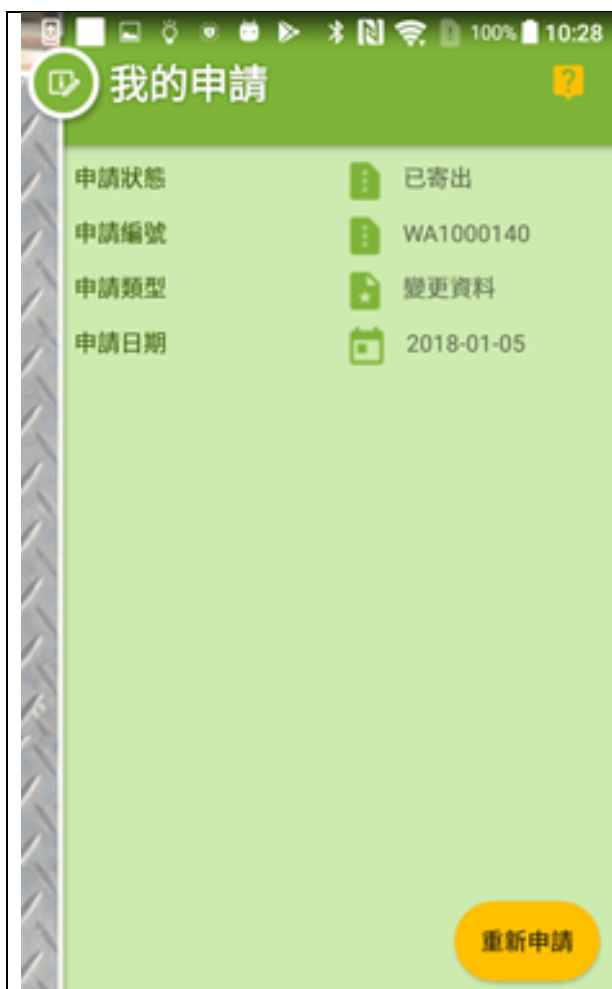 100% 10:28
我的申請
申請狀態 已寄出
申請編號 WA1000140
申請類型 變更資料
申請日期 2018-01-05
重新申請